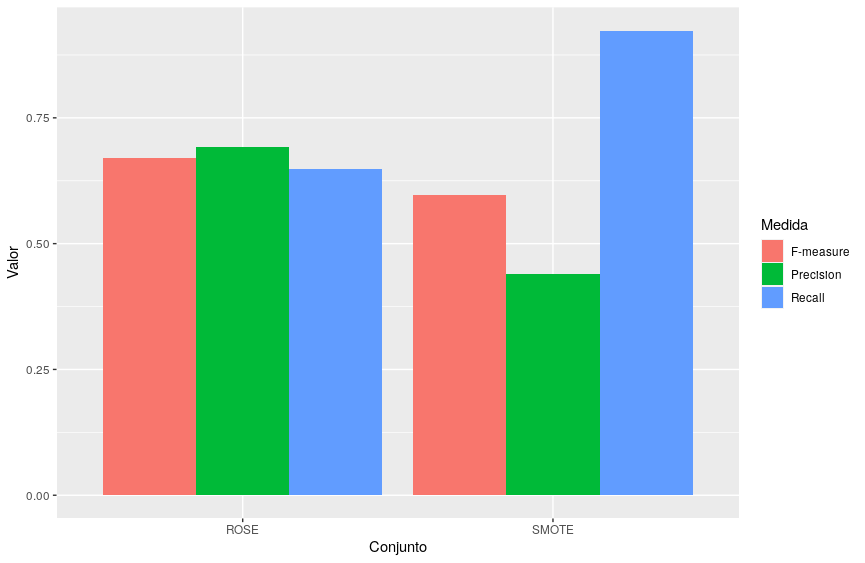 Valor
0.75
0.50
0.25
0.00
ROSE
SMOTE
Conjunto
Medida
F-measure
Precision
Recall